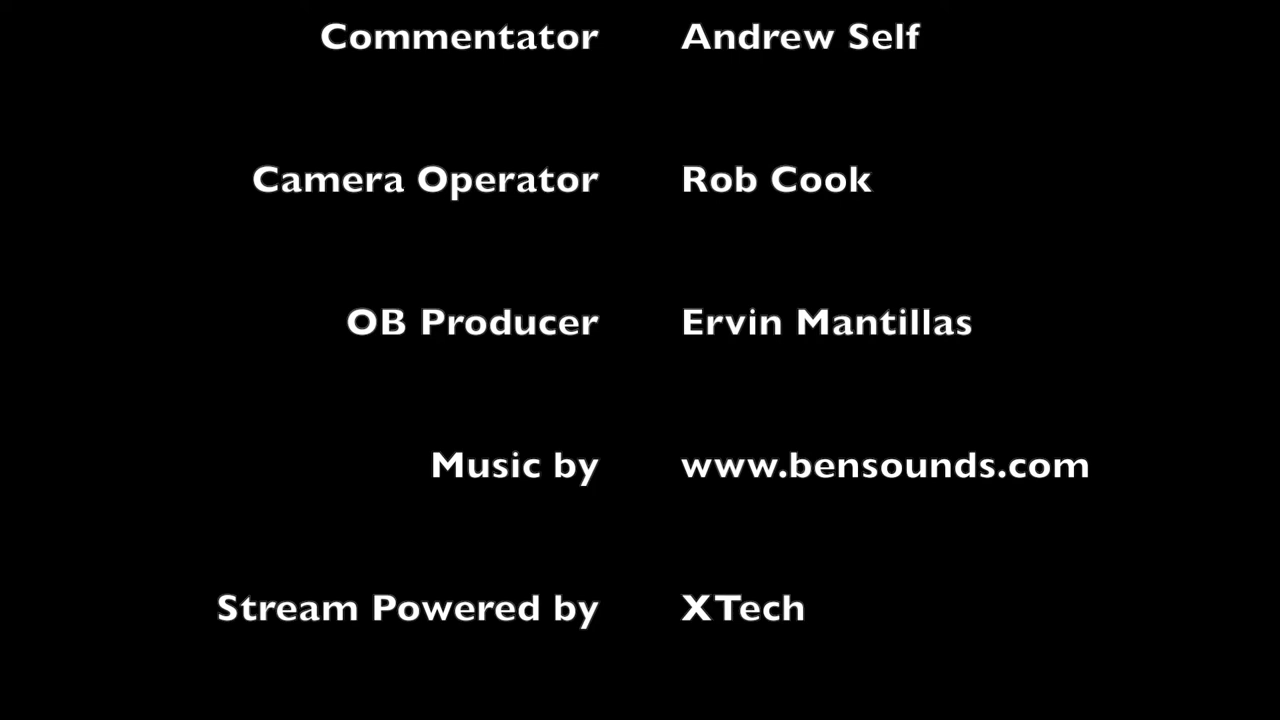 Commentator Andrew Self
Camera Operator Rob Cook
OB Producer Ervin Mantillas
Music by www.bensounds.com
Stream Powered by XTech